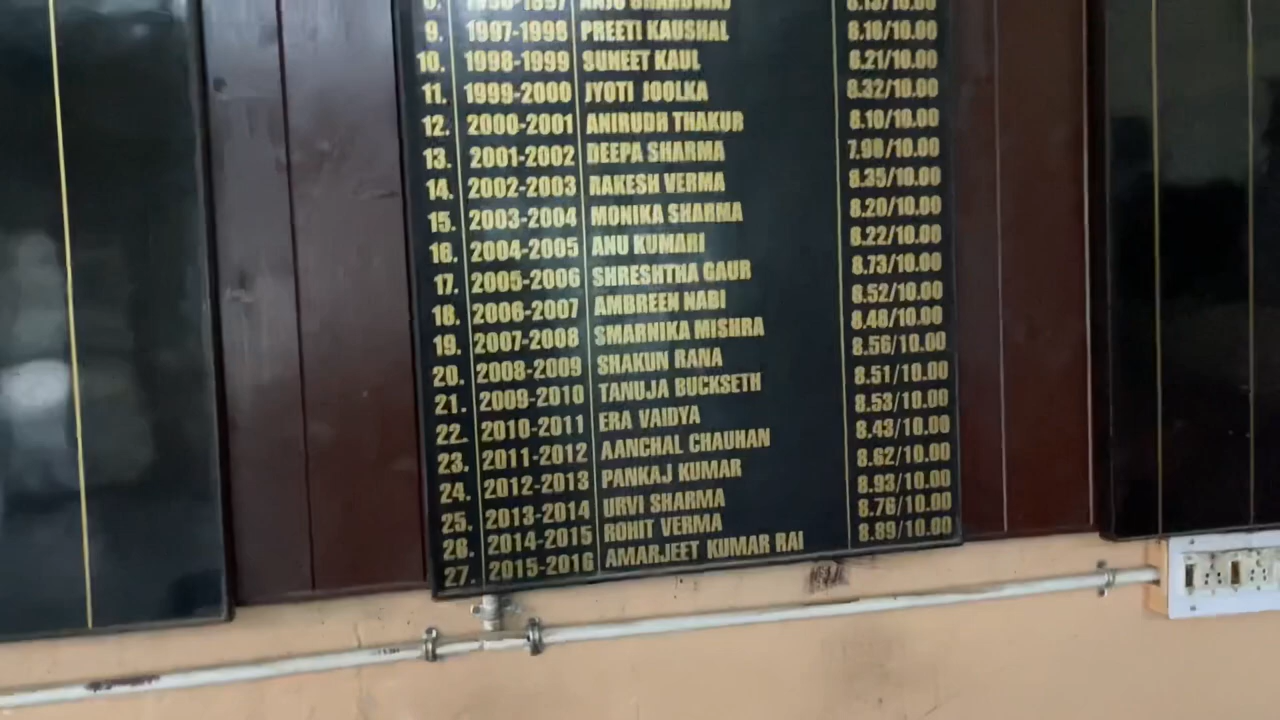 8. 1996-1997 ANJU BHARDWAJ 8.13/10.00
9. 1997-1998 PREETI KAUSHAL 8.18/10.00
10. 1998-1999 SUNEET KAUL 8.21/10.00
11. 1999-2000 JYOTI JOOLKA 8.32/10.00
12. 2000-2001 ANIRUDH THAKUR 8.10/10.00
13. 2001-2002 DEEPA SHARMA 7.98/10.00
14. 2002-2003 RAKESH VERMA 8.35/10.00
15. 2003-2004 MONIKA SHARMA 8.20/10.00
16. 2004-2005 ANU KUMARI 8.22/10.00
17. 2005-2006 SHRESHTHA GAUR 8.73/10.00
18. 2006-2007 AMBREEN NABI 8.52/10.00
19. 2007-2008 SMARNIKA MISHRA 8.48/10.00
20. 2008-2009 SHAKUN RANA 8.56/10.00
21. 2009-2010 TANUJA BUCKSETH 8.51/10.00
22. 2010-2011 ERA VAIDYA 8.53/10.00
23. 2011-2012 AANCHAL CHAUHAN 8.43/10.00
24. 2012-2013 PANKAJ KUMAR 8.62/10.00
25. 2013-2014 URVI SHARMA 8.93/10.00
26. 2014-2015 ROHIT VERMA 8.76/10.00
27. 2015-2016 AMARJEET KUMAR RAI 8.89/10.00